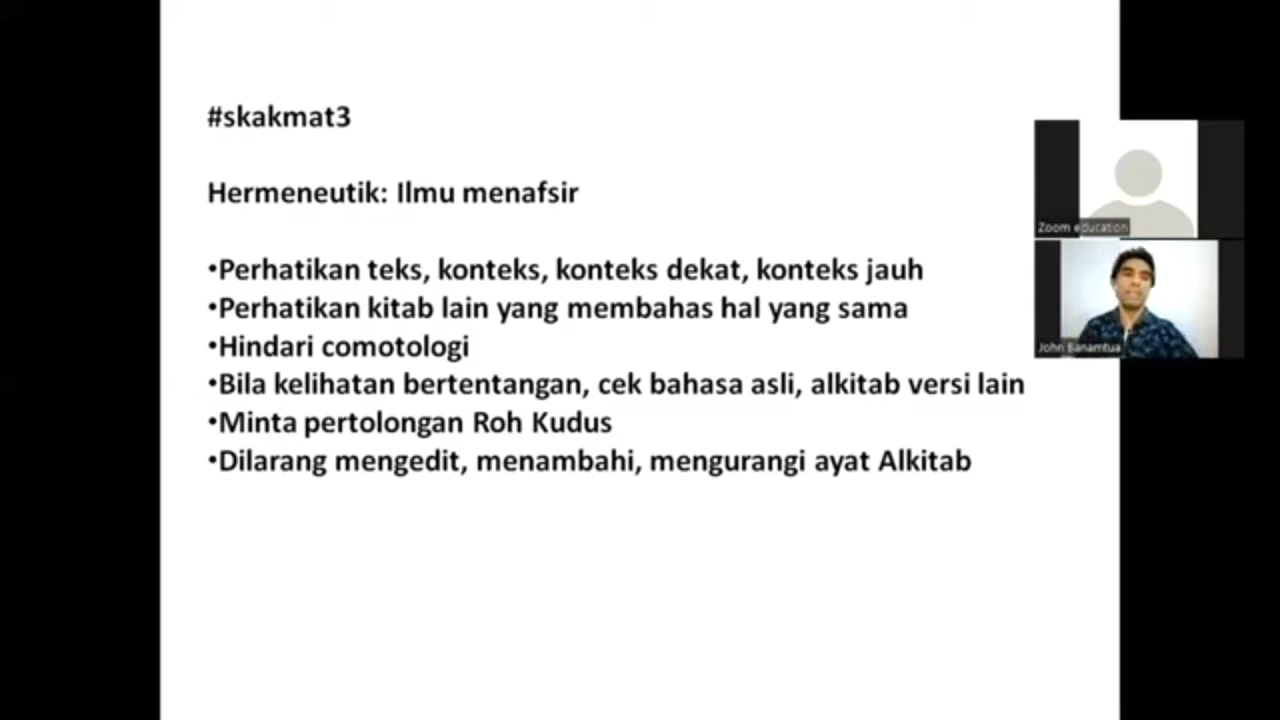 #skakmat3
Hermeneutik: Ilmu menafsir
•Perhatikan teks, konteks, konteks dekat, konteks jauh
•Perhatikan kitab lain yang membahas hal yang sama
•Hindari comotologi
•Bila kelihatan bertentangan, cek bahasa asli, alkitab versi lain
•Minta pertolongan Roh Kudus
•Dilarang mengedit, menambahi, mengurangi ayat Alkitab
Zoom education
John Banamtua